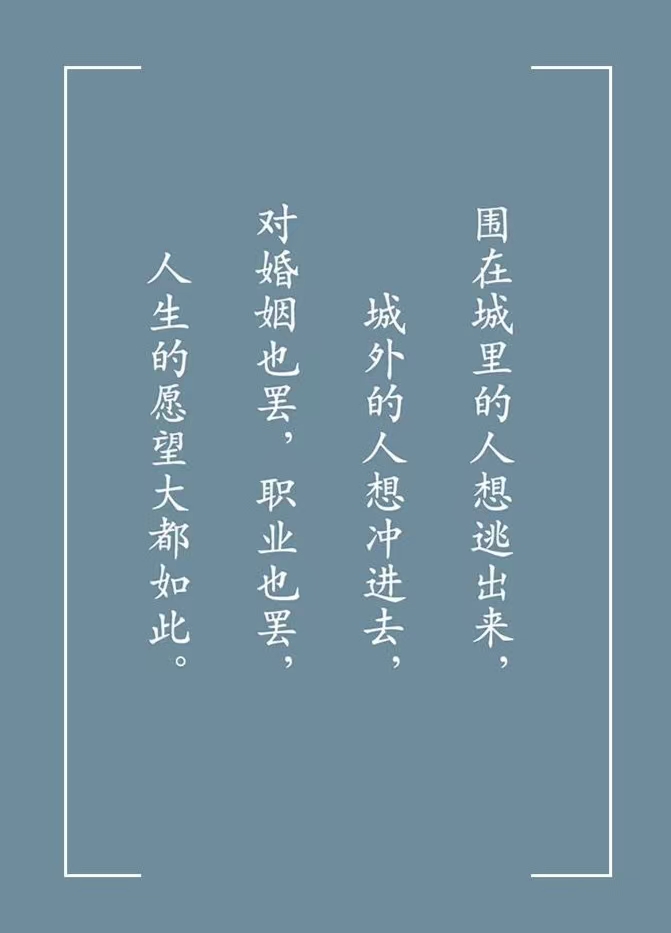 围在城里的人想逃出来，
城外的人想冲进去，
对婚姻也罢，职业也罢，
人生的愿望大都如此。